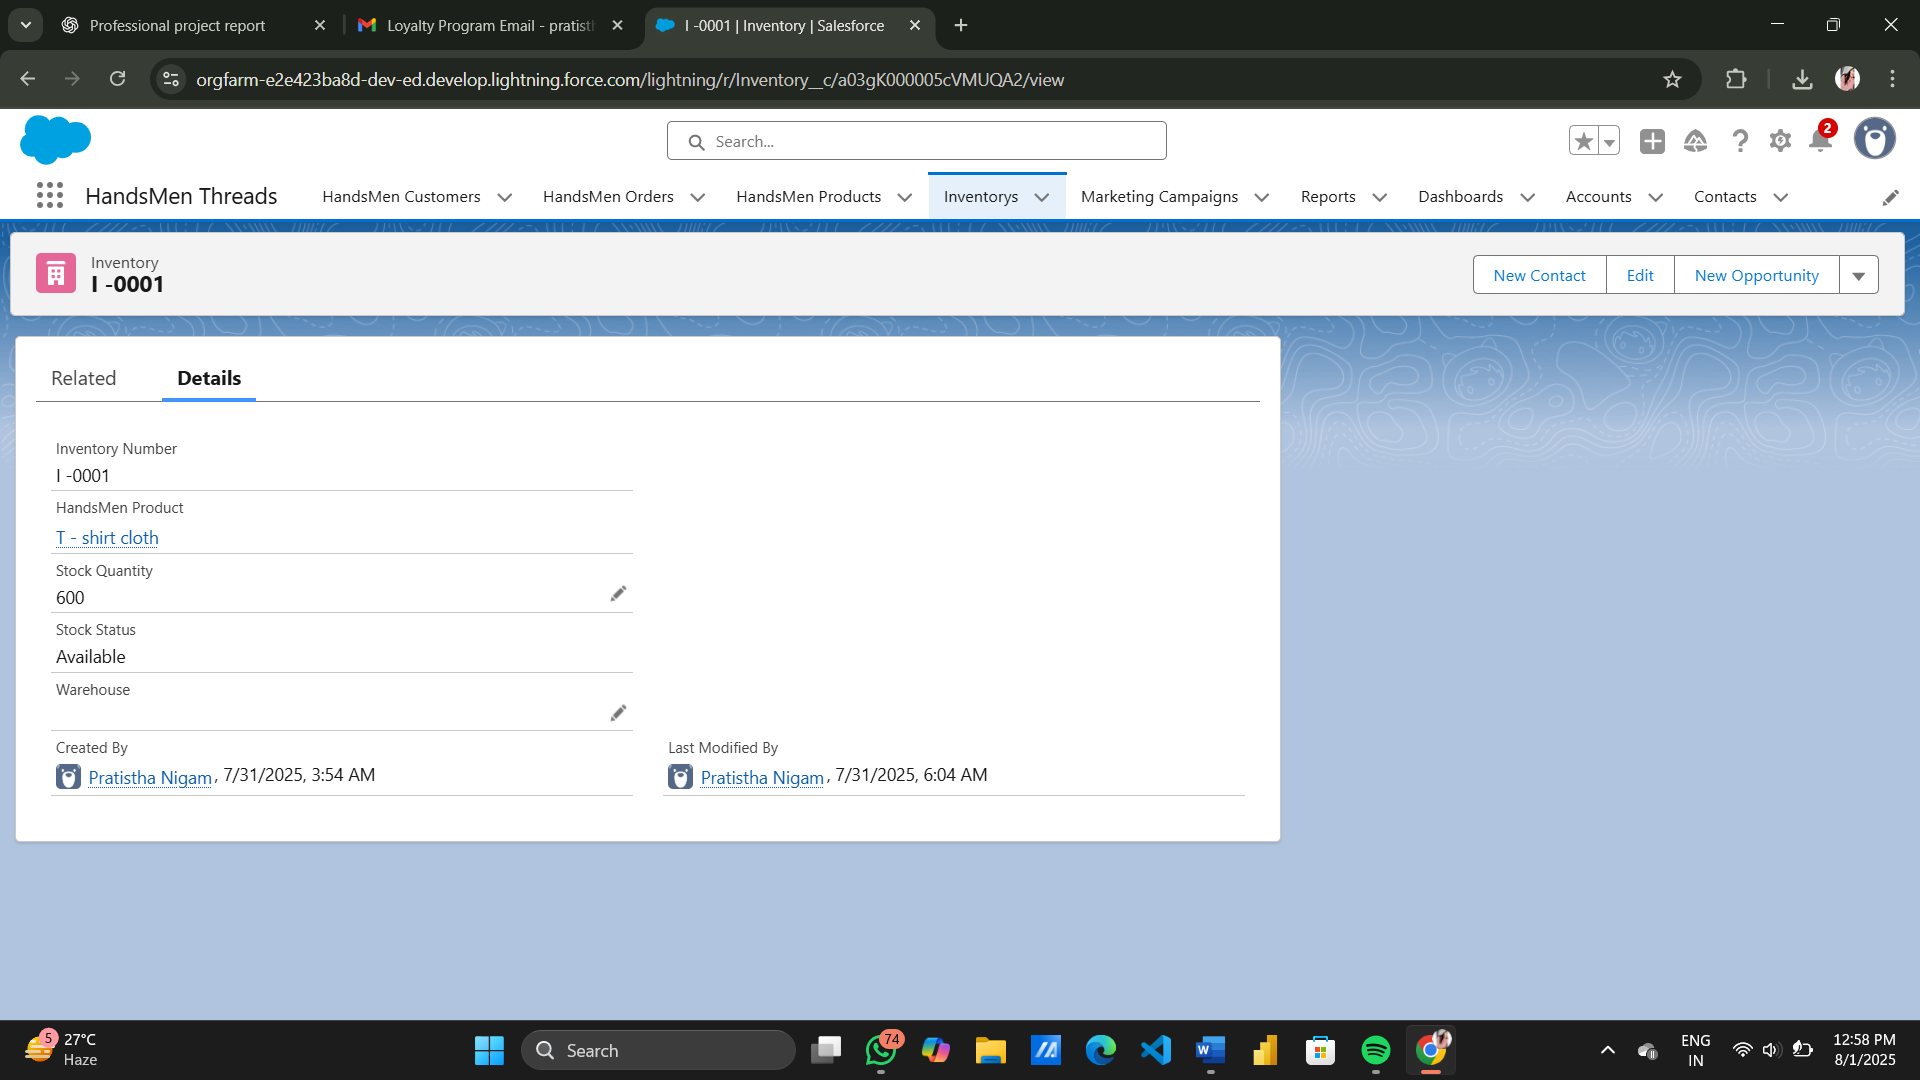 Professional project report
Loyalty Program Email - pratisth
I -0001 | Inventory | Salesforce
orgfarm-e2e423ba8d-dev-ed.develop.lightning.force.com/lightning/r/Inventory__c/a03gK000005cVMUQA2/view
Search...
2
HandsMen Threads
HandsMen Customers
HandsMen Orders
HandsMen Products
Inventorys
Marketing Campaigns
Reports
Dashboards
Accounts
Contacts
Inventory
I -0001
New Contact
Edit
New Opportunity
Related
Details
Inventory Number
I -0001
HandsMen Product
T - shirt cloth
Stock Quantity
600
Stock Status
Available
Warehouse
Created By
Pratistha Nigam, 7/31/2025, 3:54 AM
Last Modified By
Pratistha Nigam, 7/31/2025, 6:04 AM
5
27°C
Haze
Search
74
W
ENG
IN
12:58 PM
8/1/2025